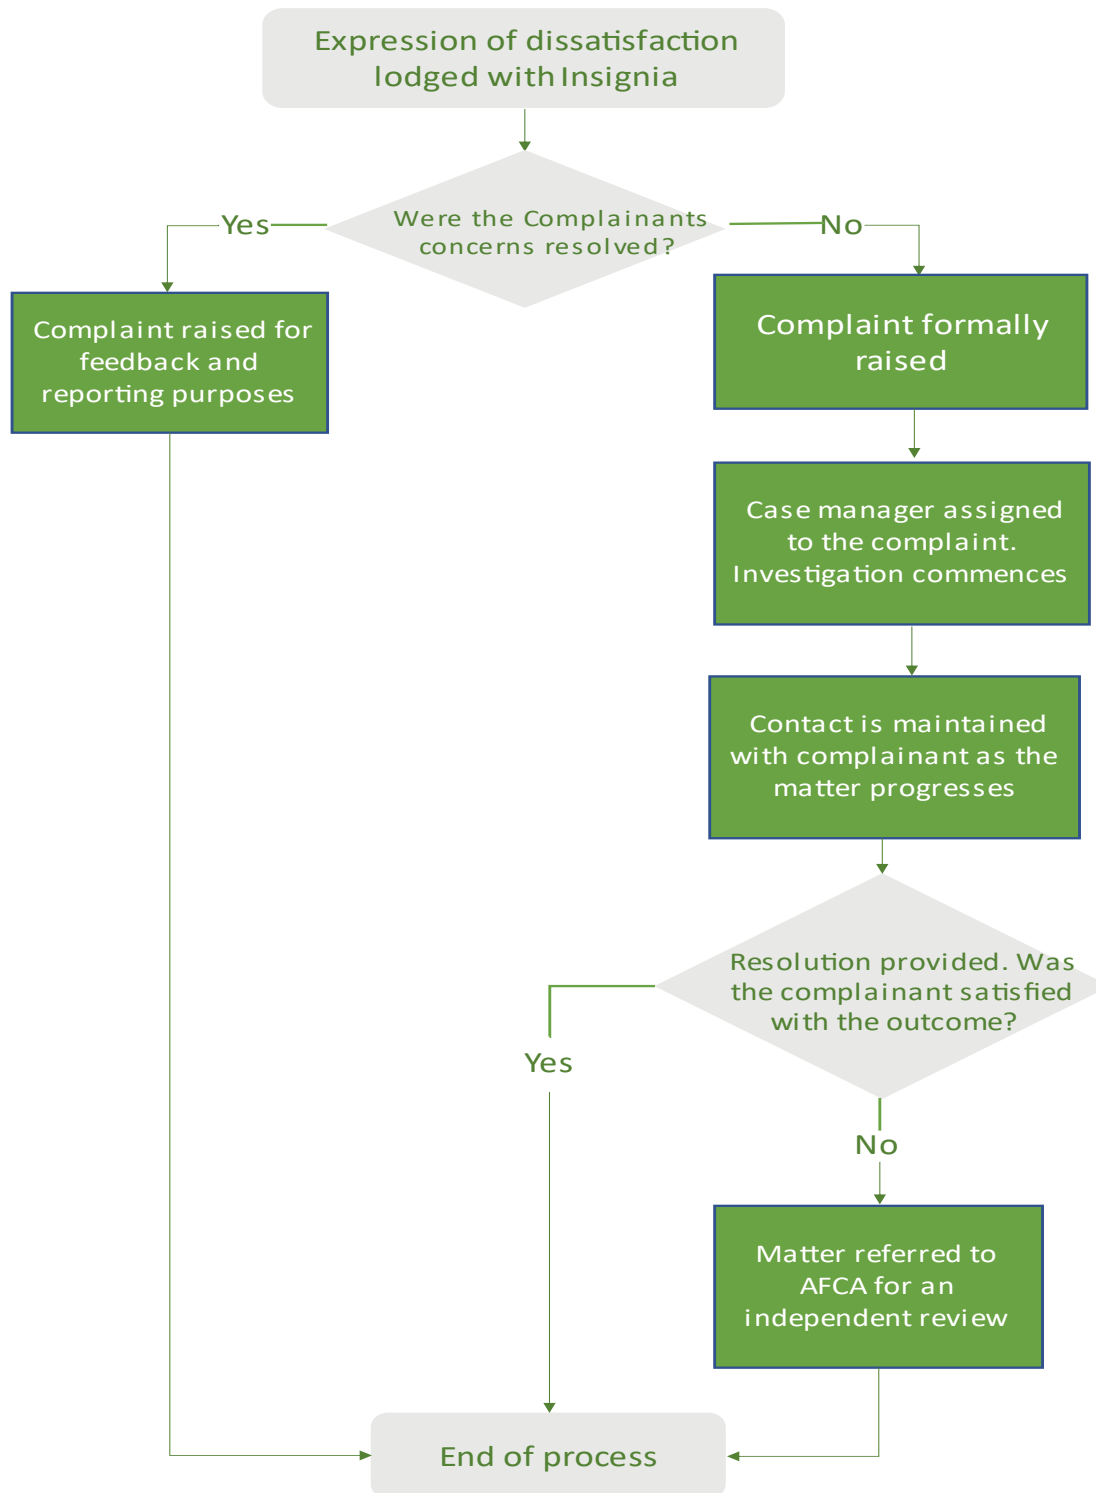 Expression of dissatisfaction
lodged with Insignia
Were the Complainants
concerns resolved?
Yes
No
Complaint raised for
feedback and
reporting purposes
Complaint formally
raised
Case manager assigned
to the complaint.
Investigation commences
Contact is maintained
with complainant as the
matter progresses
Resolution provided. Was
the complainant satisfied
with the outcome?
Yes
No
Matter referred to
AFCA for an
independent review
End of process